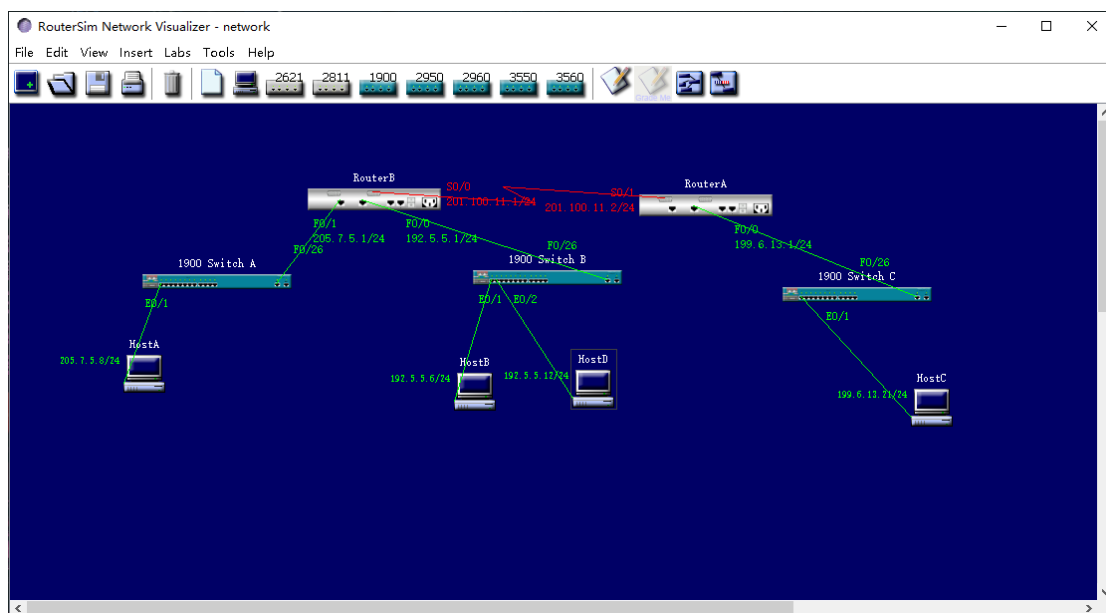 RouterSim Network Visualizer - network
File Edit View Insert Labs Tools Help
2621 2811 1900 2950 2960 3550 3560
Grade Me
RouterB
S0/0
201.100.11.1/24
S0/1
201.100.11.2/24
RouterA
F0/1
205.7.5.1/24
F0/0
192.5.5.1/24
F0/0
199.6.13.1/24
F0/26
F0/26
F0/26
1900 Switch A
1900 Switch B
1900 Switch C
E0/1
E0/1 E0/2
E0/1
HostA
205.7.5.8/24
HostB
192.5.5.6/24
HostD
192.5.5.12/24
HostC
199.6.13.21/24